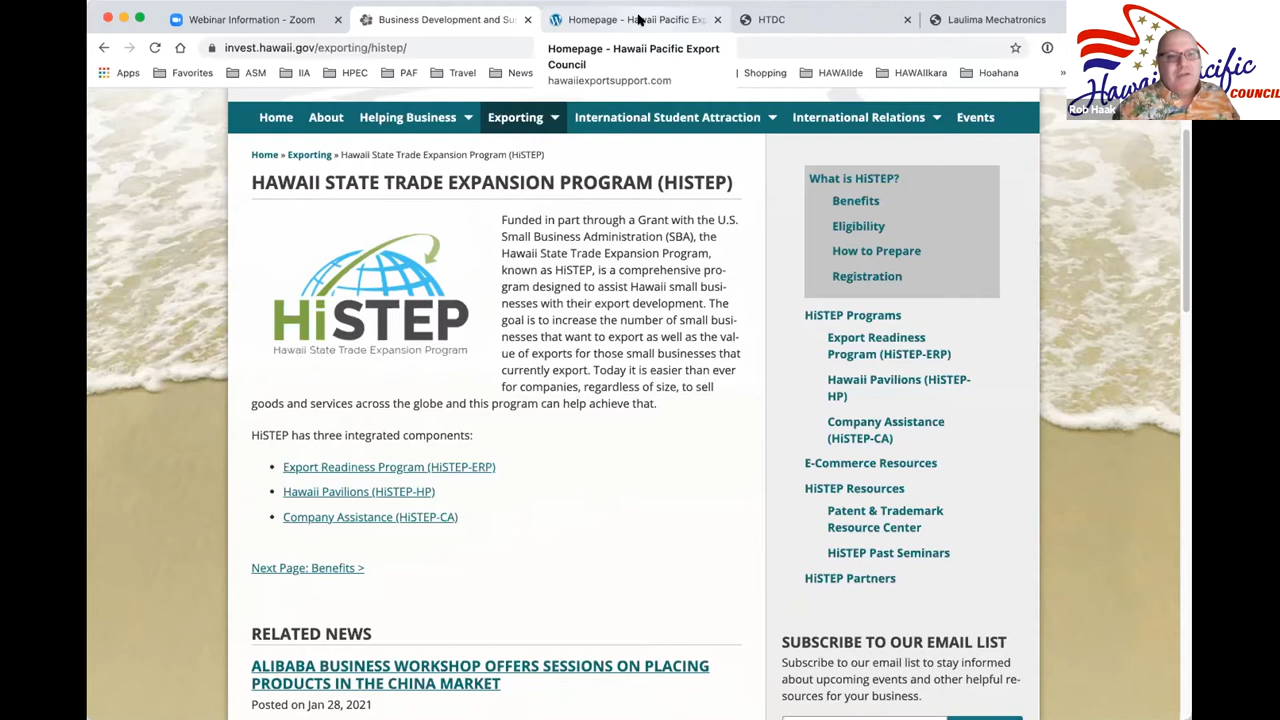 Webinar Information - Zoom
Business Development and Su
Homepage - Hawaii Pacific Exp
HTDC
Laulima Mechatronics
invest.hawaii.gov/exporting/histep/
Homepage - Hawaii Pacific Export
Council
hawaiiexportsupport.com
Apps
Favorites
ASM
IIA
HPEC
PAF
Travel
News
Shopping
HAWAIIde
HAWAIIkara
Hoahana
»
Hawaii Pacific
COUNCIL
Rob Haak
Home
About
Helping Business
Exporting
International Student Attraction
International Relations
Events
Home » Exporting » Hawaii State Trade Expansion Program (HiSTEP)
HAWAII STATE TRADE EXPANSION PROGRAM (HISTEP)
HiSTEP
Hawaii State Trade Expansion Program
Funded in part through a Grant with the U.S.
Small Business Administration (SBA), the
Hawaii State Trade Expansion Program,
known as HiSTEP, is a comprehensive pro-
gram designed to assist Hawaii small busi-
nesses with their export development. The
goal is to increase the number of small busi-
nesses that want to export as well as the val-
ue of exports for those small businesses that
currently export. Today it is easier than ever
for companies, regardless of size, to sell
goods and services across the globe and this program can help achieve that.
HiSTEP has three integrated components:
• Export Readiness Program (HiSTEP-ERP)
• Hawaii Pavilions (HiSTEP-HP)
• Company Assistance (HiSTEP-CA)
Next Page: Benefits >
RELATED NEWS
ALIBABA BUSINESS WORKSHOP OFFERS SESSIONS ON PLACING
PRODUCTS IN THE CHINA MARKET
Posted on Jan 28, 2021
What is HiSTEP?
Benefits
Eligibility
How to Prepare
Registration
HiSTEP Programs
Export Readiness
Program (HiSTEP-ERP)
Hawaii Pavilions (HiSTEP-
HP)
Company Assistance
(HiSTEP-CA)
E-Commerce Resources
HiSTEP Resources
Patent & Trademark
Resource Center
HiSTEP Past Seminars
HiSTEP Partners
SUBSCRIBE TO OUR EMAIL LIST
Subscribe to our email list to stay informed
about upcoming events and other helpful re-
sources for your business.